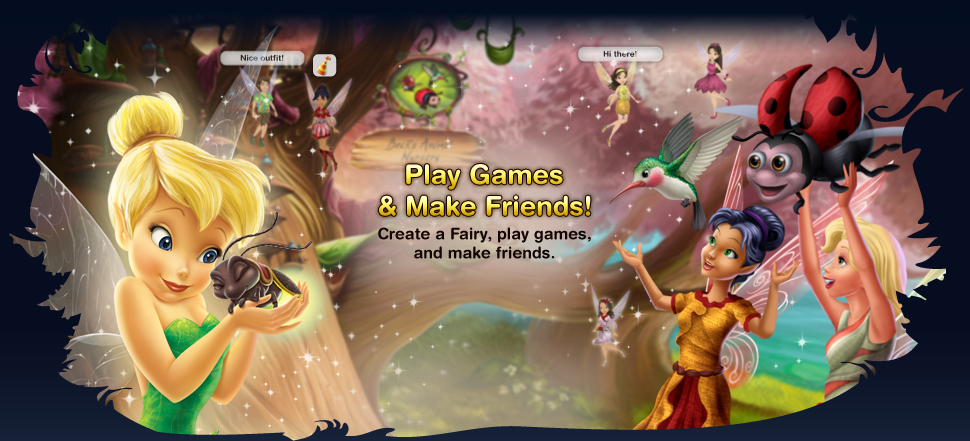 Nice outfit!
Hi there!
Play Games
& Make Friends!
Create a Fairy, play games,
and make friends.